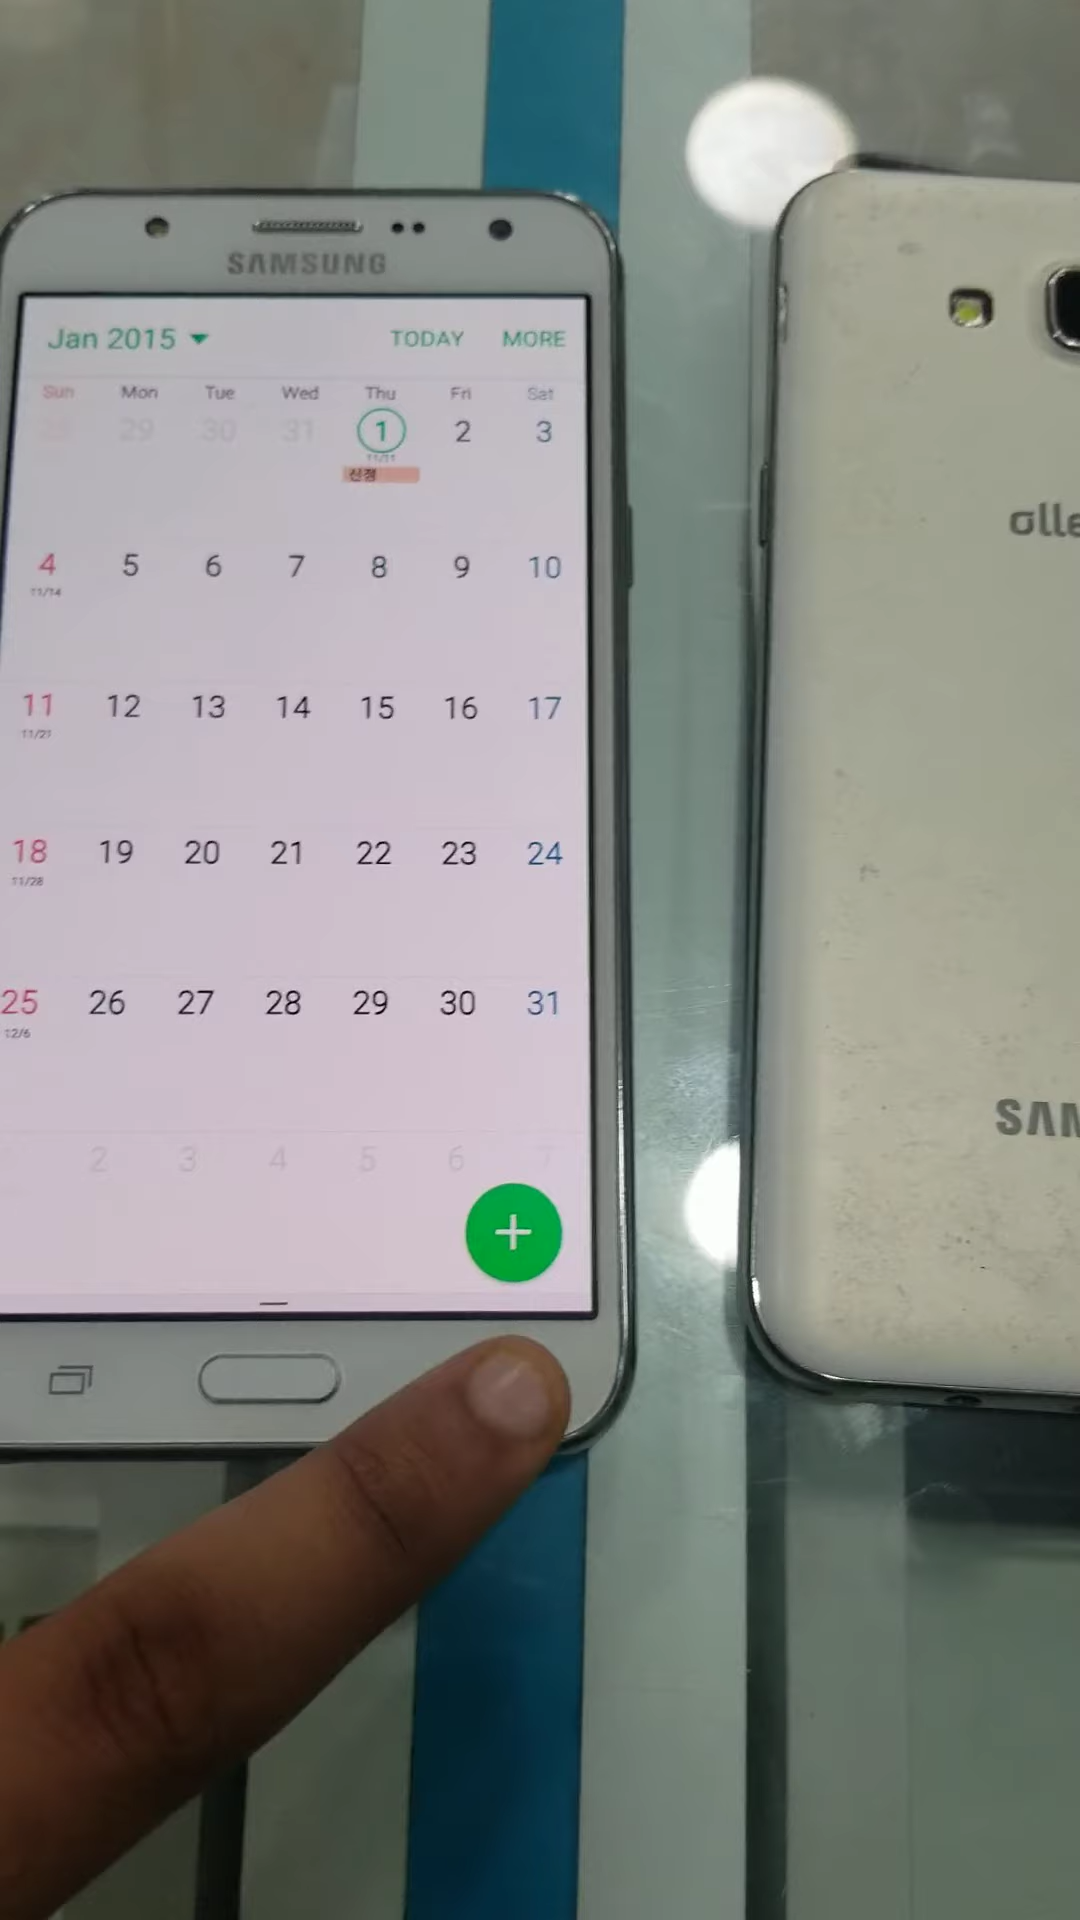 SAMSUNG
Jan 2015 TODAY MORE
Sun Mon Tue Wed Thu Fri Sat
28 29 30 31 1 2 3
11/11
신정
4 5 6 7 8 9 10
11/14
11 12 13 14 15 16 17
11/21
18 19 20 21 22 23 24
11/28
25 26 27 28 29 30 31
12/6
2 3 4 5 6 7
+
olle
SAM